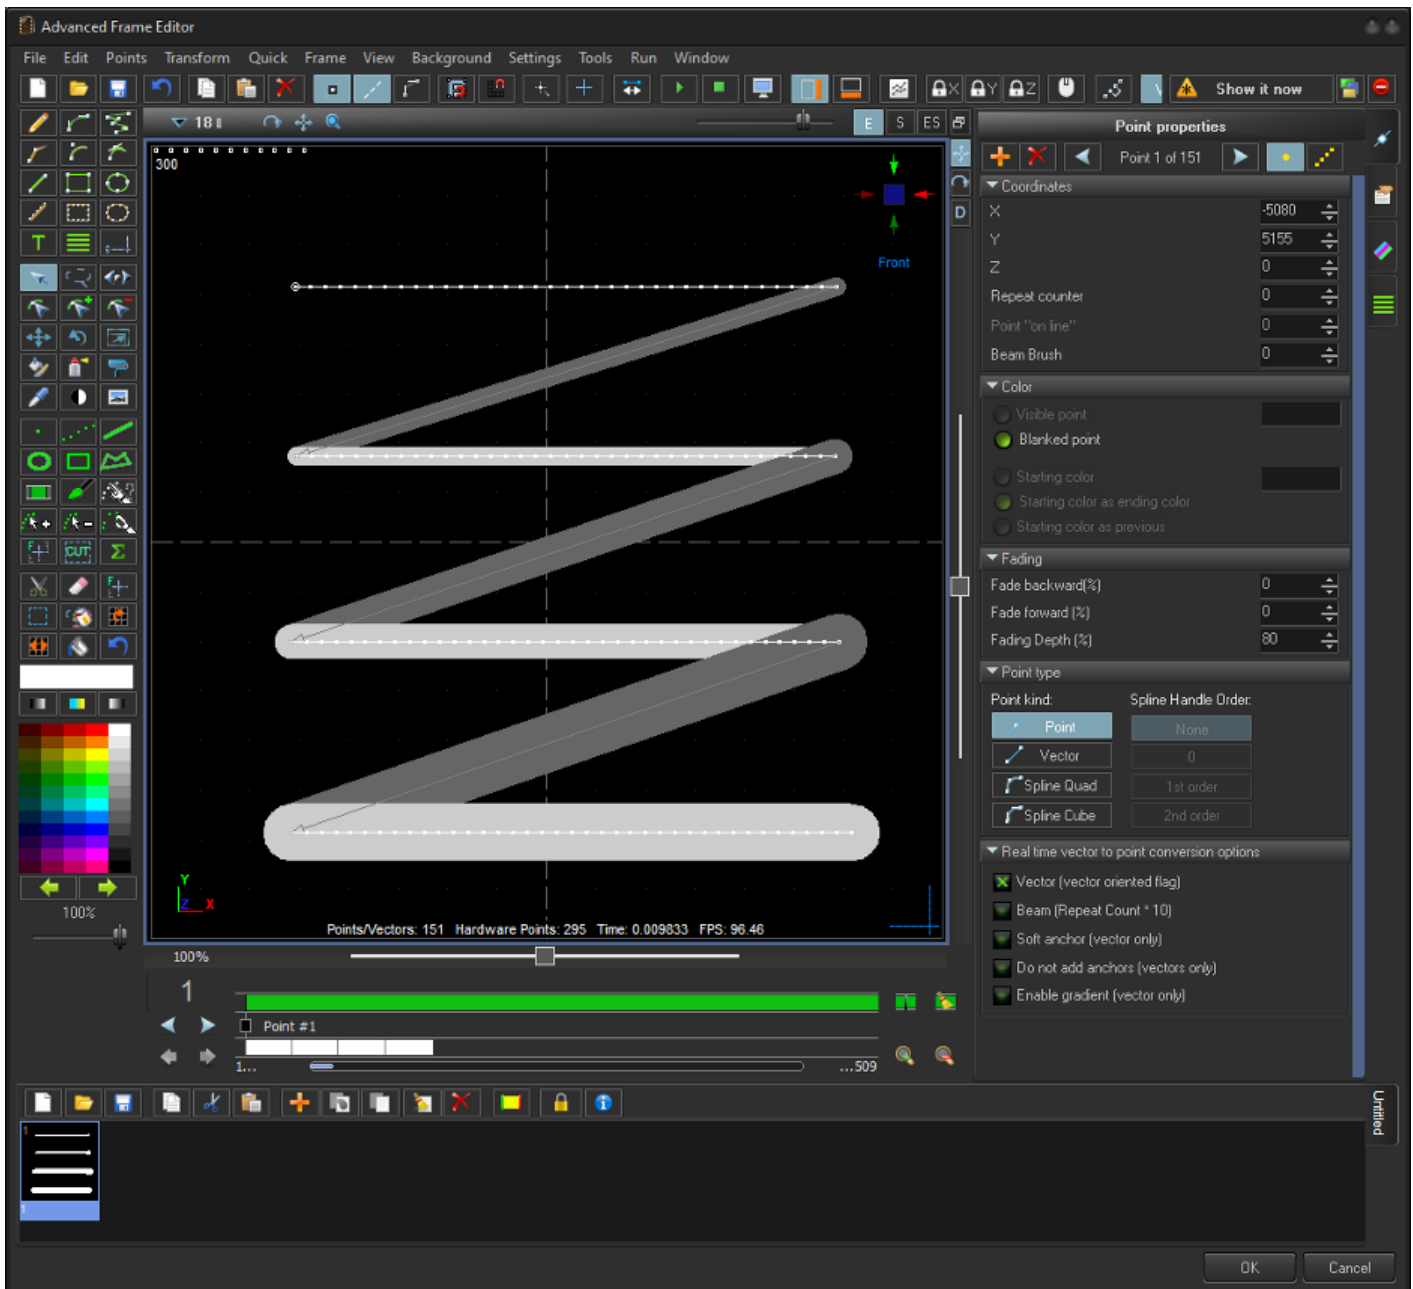 Advanced Frame Editor
File Edit Points Transform Quick Frame View Background Settings Tools Run Window
X Y Z Show it now
18 E S ES
300
Front
D
Y
Z X
Points/Vectors: 151 Hardware Points: 295 Time: 0.009833 FPS: 96.46
T
CUT
Σ
100%
100%
1
Point #1
1... ...509
Point properties
Point 1 of 151
Coordinates
X -5080
Y 5155
Z 0
Repeat counter 0
Point "on line" 0
Beam Brush 0
Color
Visible point
Blanked point
Starting color
Starting color as ending color
Starting color as previous
Fading
Fade backward(%) 0
Fade forward (%) 0
Fading Depth (%) 80
Point type
Point kind: Spline Handle Order:
Point None
Vector 0
Spline Quad 1st order
Spline Cube 2nd order
Real time vector to point conversion options
Vector (vector oriented flag)
Beam (Repeat Count * 10)
Soft anchor (vector only)
Do not add anchors (vectors only)
Enable gradient (vector only)
Untitled
1
1
OK Cancel